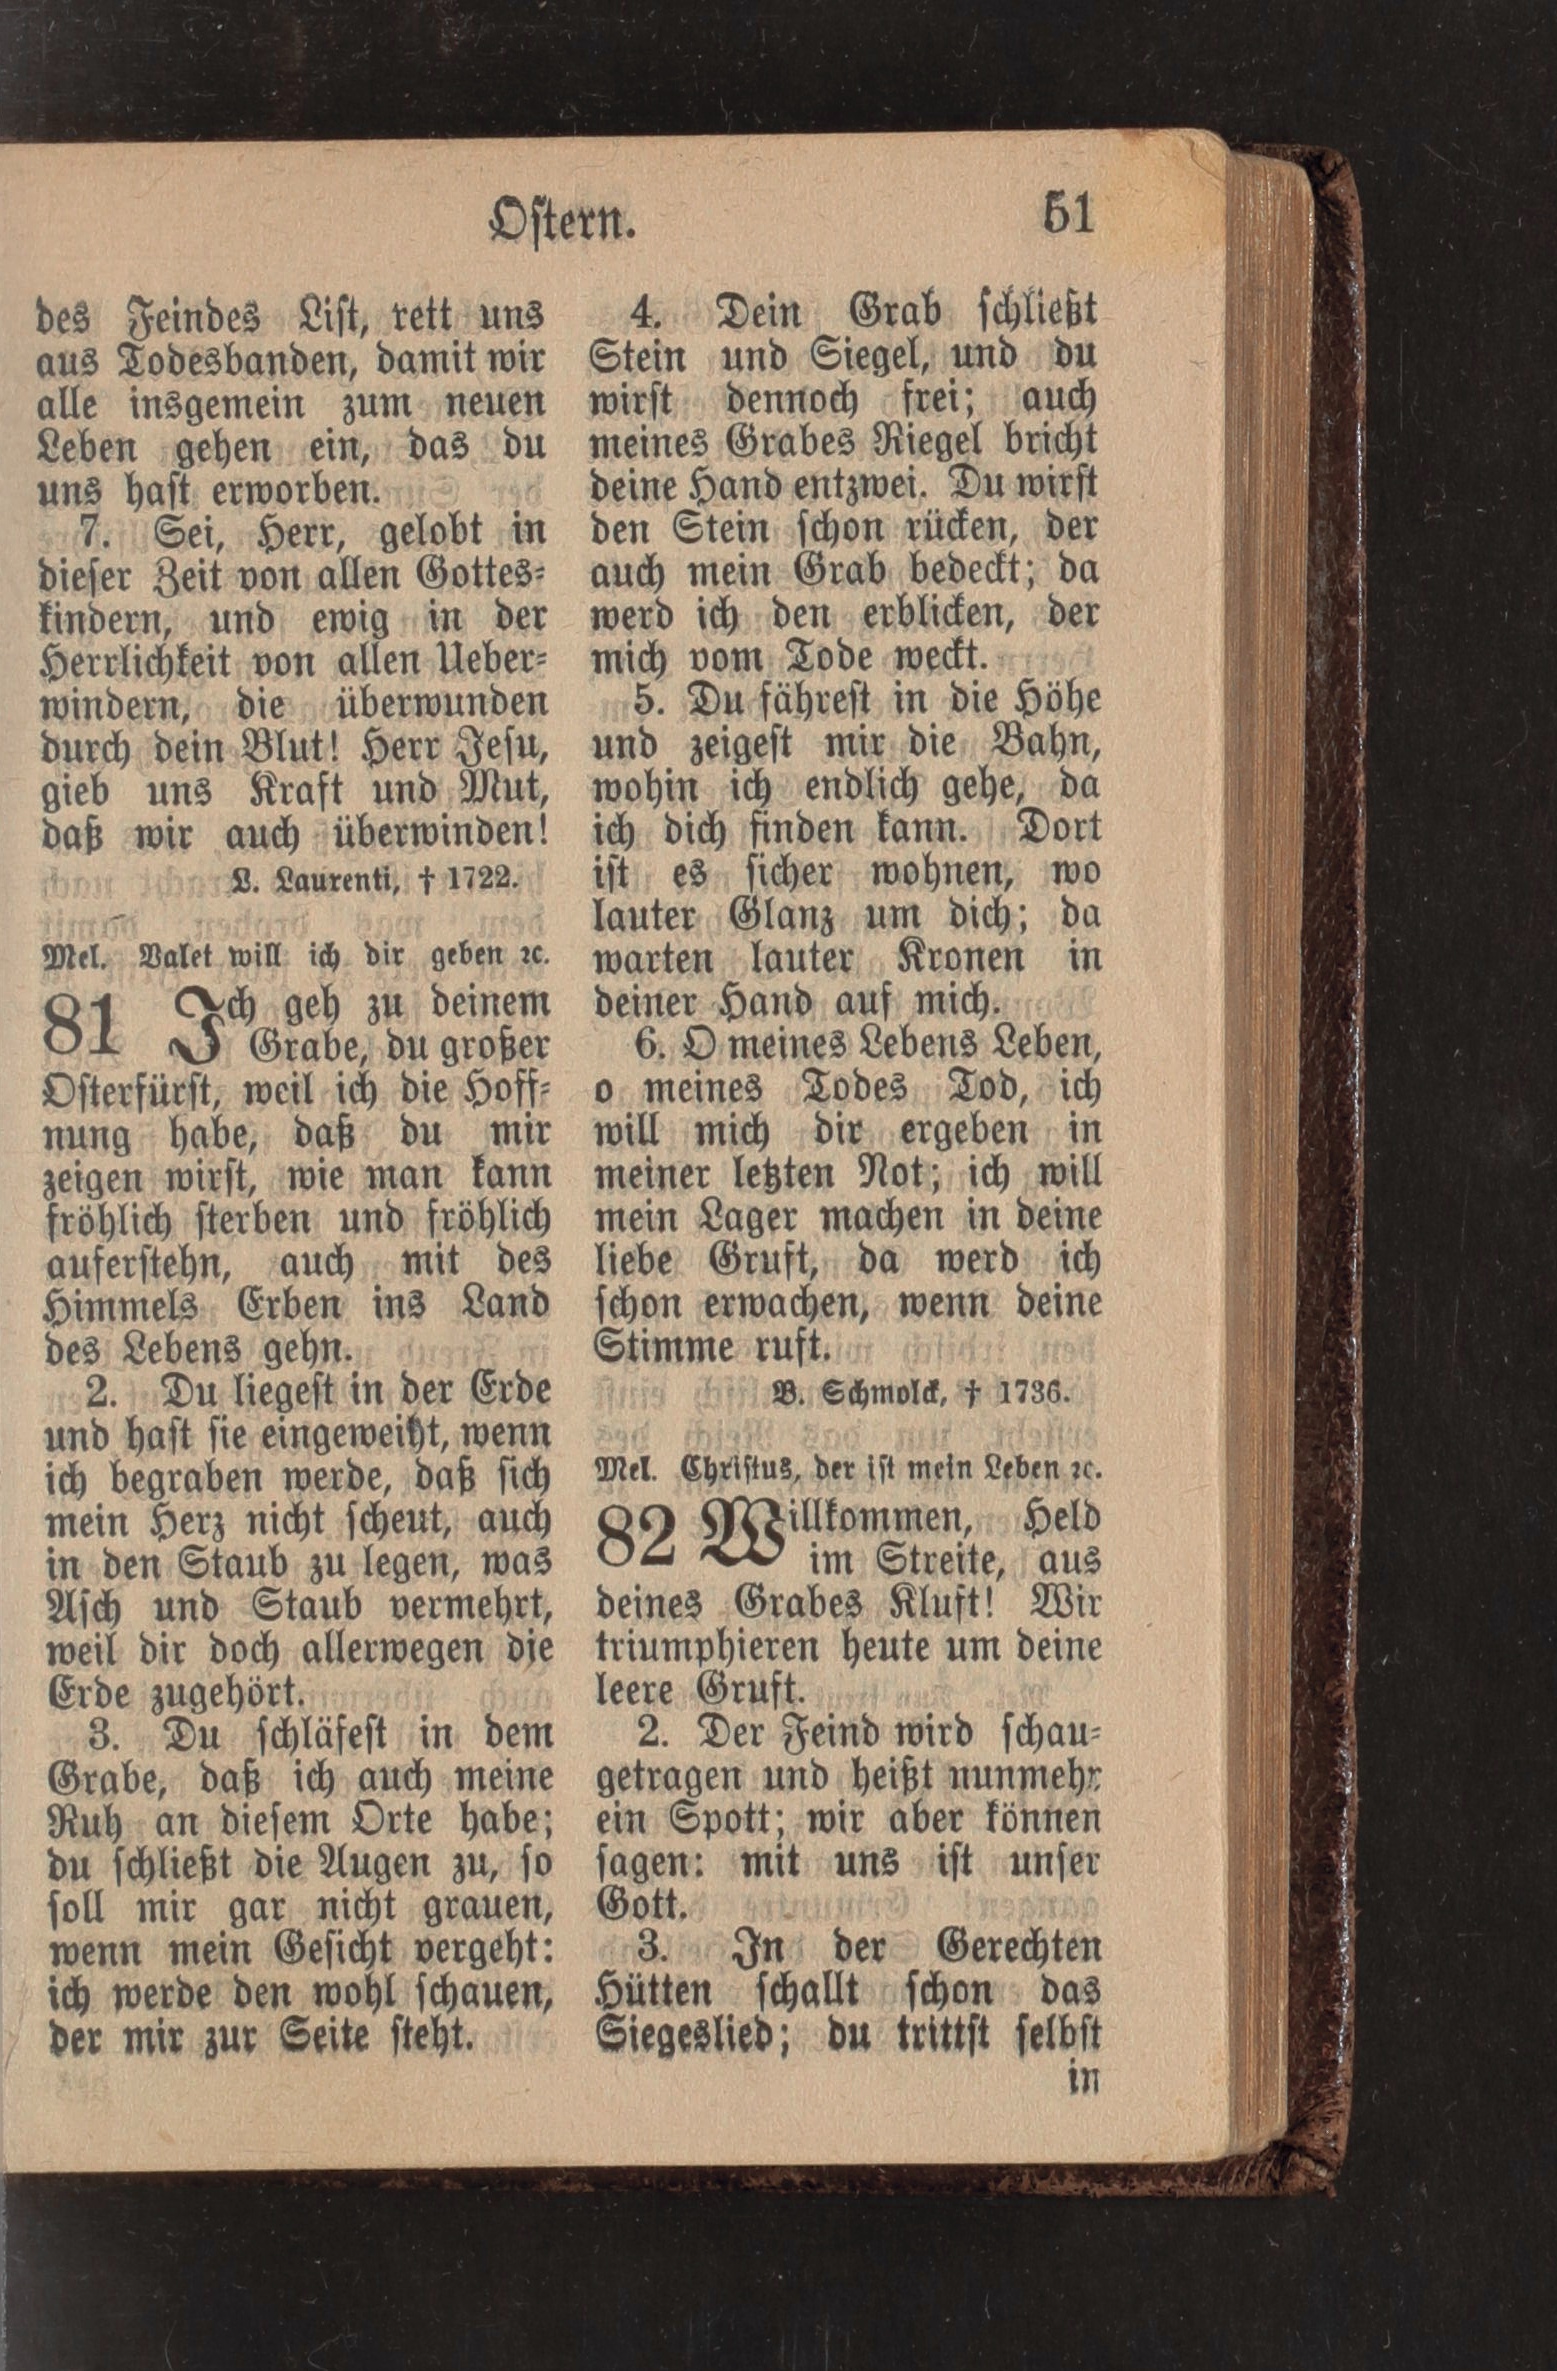 Ostern.
51
des Feindes List, rett uns
aus Todesbanden, damit wir
alle insgemein zum neuen
Leben gehen ein, das du
uns hast erworben.
7. Sei, Herr, gelobt in
dieser Zeit von allen Gottes-
kindern, und ewig in der
Herrlichkeit von allen Ueber-
windern, die überwunden
durch dein Blut! Herr Jesu,
gieb uns Kraft und Mut,
daß wir auch überwinden!
L. Laurenti, † 1722.
Mel. Valet will ich dir geben ꝛc.
81 Ich geh zu deinem
Grabe, du großer
Osterfürst, weil ich die Hoff-
nung habe, daß du mir
zeigen wirst, wie man kann
fröhlich sterben und fröhlich
auferstehn, auch mit des
Himmels Erben ins Land
des Lebens gehn.
2. Du liegest in der Erde
und hast sie eingeweiht, wenn
ich begraben werde, daß sich
mein Herz nicht scheut, auch
in den Staub zu legen, was
Asch und Staub vermehrt,
weil dir doch allerwegen die
Erde zugehört.
3. Du schläfest in dem
Grabe, daß ich auch meine
Ruh an diesem Orte habe;
du schließt die Augen zu, so
soll mir gar nicht grauen,
wenn mein Gesicht vergeht:
ich werde den wohl schauen,
der mir zur Seite steht.
4. Dein Grab schließt
Stein und Siegel, und du
wirst dennoch frei; auch
meines Grabes Riegel bricht
deine Hand entzwei. Du wirst
den Stein schon rücken, der
auch mein Grab bedeckt; da
werd ich den erblicken, der
mich vom Tode weckt.
5. Du fährest in die Höhe
und zeigest mir die Bahn,
wohin ich endlich gehe, da
ich dich finden kann. Dort
ist es sicher wohnen, wo
lauter Glanz um dich; da
warten lauter Kronen in
deiner Hand auf mich.
6. O meines Lebens Leben,
o meines Todes Tod, ich
will mich dir ergeben in
meiner letzten Not; ich will
mein Lager machen in deine
liebe Gruft, da werd ich
schon erwachen, wenn deine
Stimme ruft.
B. Schmolck, † 1736.
Mel. Christus, der ist mein Leben ꝛc.
82 Willkommen, Held
im Streite, aus
deines Grabes Kluft! Wir
triumphieren heute um deine
leere Gruft.
2. Der Feind wird schau-
getragen und heißt nunmehr
ein Spott; wir aber können
sagen: mit uns ist unser
Gott.
3. In der Gerechten
Hütten schallt schon das
Siegeslied; du trittst selbst
in